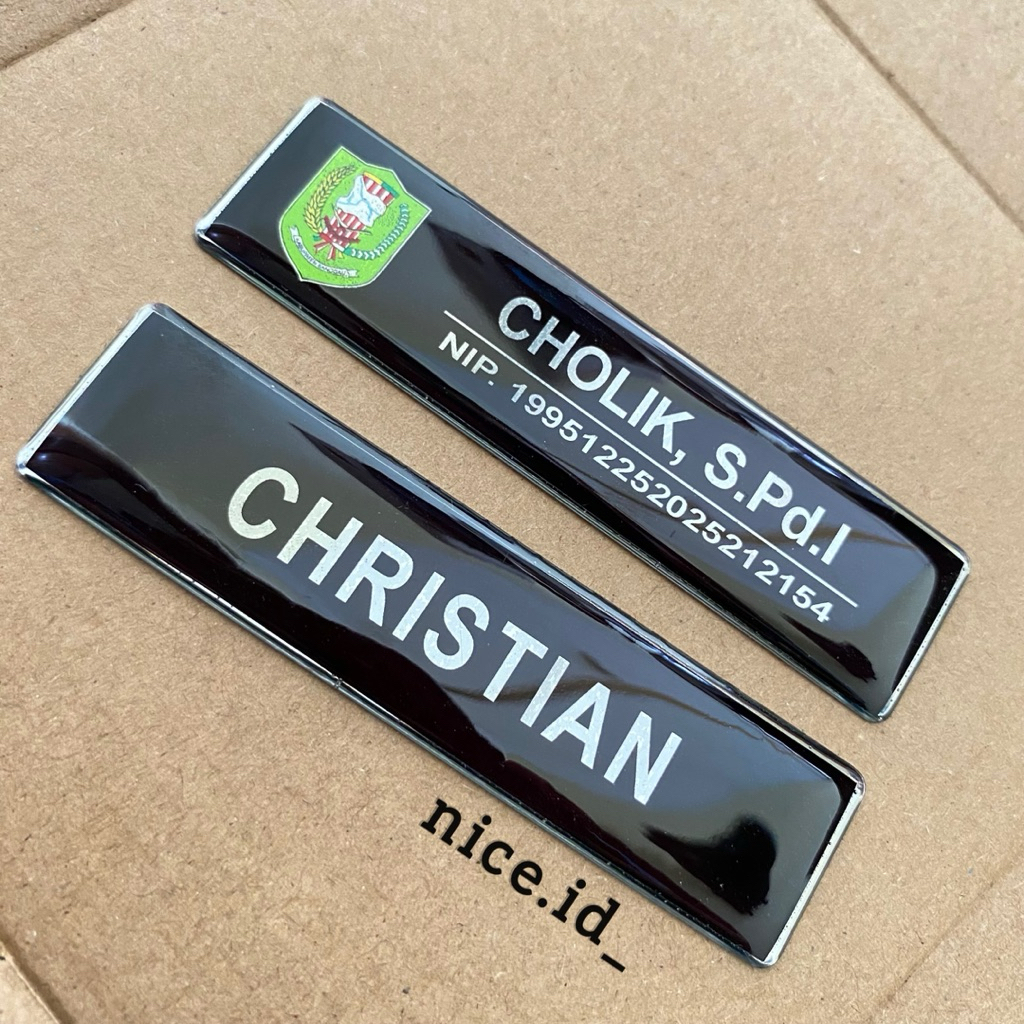 CHOLIK, S.Pd.I
NIP. 199512252025212154
CHRISTIAN
nice.id_